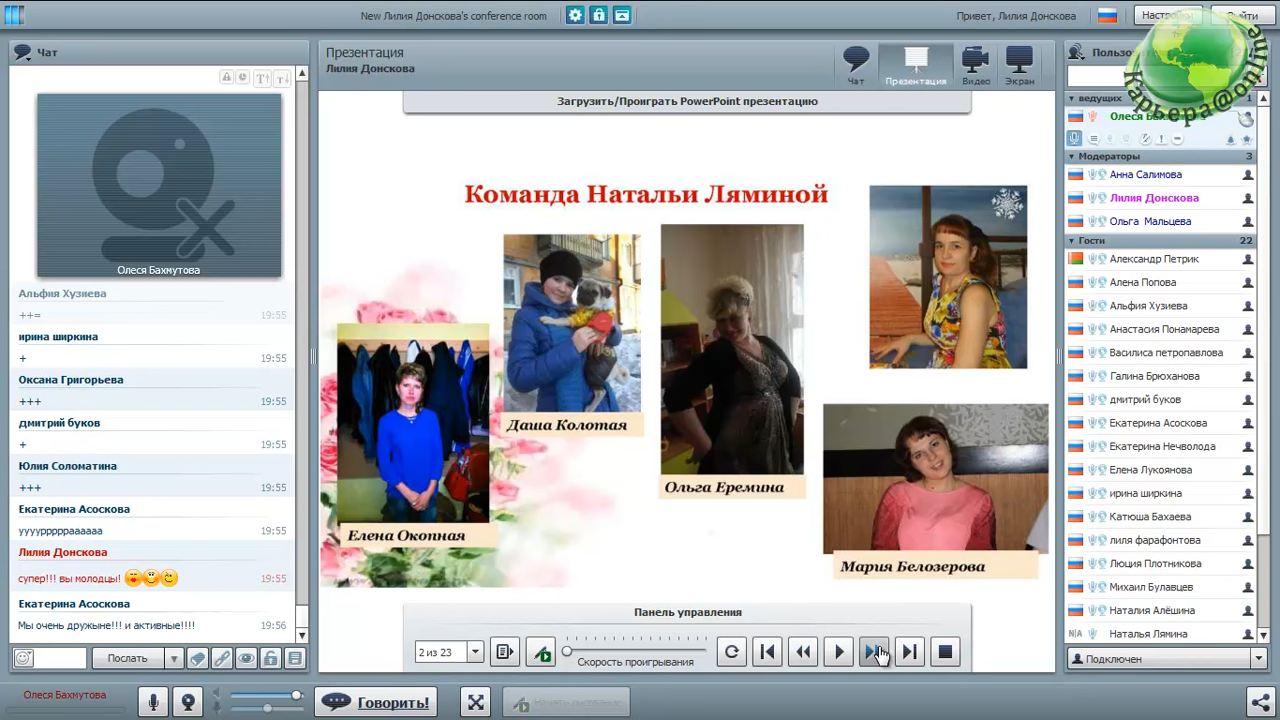 New Лилия Донскова's conference room
Привет, Лилия Донскова
Настройки
Выйти
Карьера@online
Чат
Олеся Бахмутова
Альфия Хузиева
++=
19:55
ирина ширкина
+
19:55
Оксана Григорьева
+++
19:55
дмитрий буков
+
19:55
Юлия Соломатина
+++
19:55
Екатерина Асоскова
уууурррраааааа
19:55
Лилия Донскова
супер!!! вы молодцы!
19:55
Екатерина Асоскова
Мы очень дружыне!!! и активные!!!!
19:56
Послать
Презентация
Лилия Донскова
Чат
Презентация
Видео
Экран
Загрузить/Проиграть PowerPoint презентацию
Команда Натальи Ляминой
Даша Колотая
Ольга Еремина
Елена Окопная
Мария Белозерова
Панель управления
2 из 23
Скорость проигрывания
ведущих
1
Модераторы
3
Анна Салимова
Лилия Донскова
Ольга Мальцева
Гости
22
Александр Петрик
Алена Попова
Альфия Хузиева
Анастасия Понамарева
Василиса петропавлова
Галина Брюханова
дмитрий буков
Екатерина Асоскова
Екатерина Нечволода
Елена Лукоянова
ирина ширкина
Катюша Бахаева
лиля фарафонтова
Люция Плотникова
Михаил Булавцев
Наталия Алёшина
N/A Наталья Лямина
Подключен
Олеся Бахмутова
Говорить!